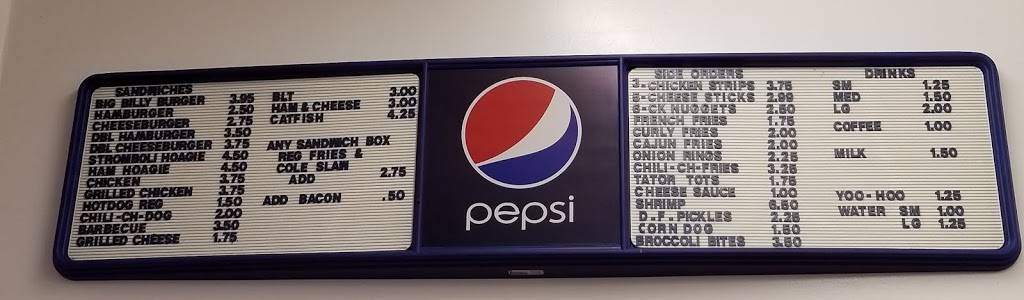 SANDWICHES
BIG BILLY BURGER 3.95
HAMBURGER 2.50
CHEESEBURGER 2.75
DBL HAMBURGER 3.50
DBL CHEESEBURGER 3.75
STROMBOLI HOAGIE 4.50
HAM HOAGIE 4.50
CHICKEN 3.75
GRILLED CHICKEN 3.75
HOTDOG REG 1.50
CHILI-CH-DOG 2.00
BARBECUE 3.50
GRILLED CHEESE 1.75
BLT 3.00
HAM & CHEESE 3.00
CATFISH 4.25
ANY SANDWICH BOX
REG FRIES &
COLE SLAW
ADD 2.75
ADD BACON .50
pepsi
SIDE ORDERS
3-CHICKEN STRIPS 3.75
5-CHEESE STICKS
6-CK NUGGETS 2.50
FRENCH FRIES 1.75
CURLY FRIES 2.00
CAJUN FRIES 2.00
ONION RINGS 2.25
CHILI-CH-FRIES 3.25
TATOR TOTS 1.75
CHEESE SAUCE 1.00
SHRIMP 6.50
D.F.PICKLES 2.25
CORN DOG 1.50
BROCCOLI BITES 3.50
DRINKS
SM 1.25
MED 1.50
LG 2.00
COFFEE 1.00
MILK 1.50
YOO-HOO 1.25
WATER SM 1.00
LG 1.25